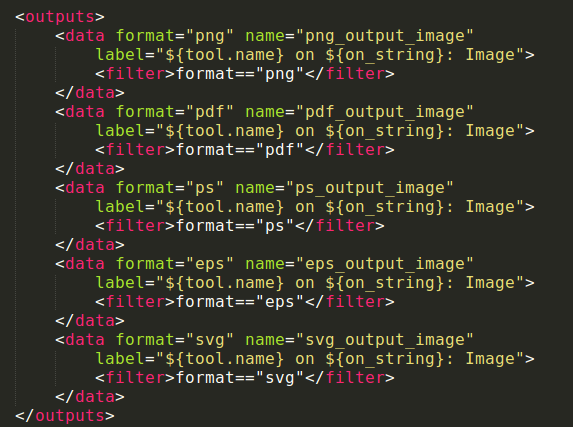 <outputs>
    <data format="png" name="png_output_image"
        label="${tool.name} on ${on_string}: Image">
        <filter>format=="png"</filter>
    </data>
    <data format="pdf" name="pdf_output_image"
        label="${tool.name} on ${on_string}: Image">
        <filter>format=="pdf"</filter>
    </data>
    <data format="ps" name="ps_output_image"
        label="${tool.name} on ${on_string}: Image">
        <filter>format=="ps"</filter>
    </data>
    <data format="eps" name="eps_output_image"
        label="${tool.name} on ${on_string}: Image">
        <filter>format=="eps"</filter>
    </data>
    <data format="svg" name="svg_output_image"
        label="${tool.name} on ${on_string}: Image">
        <filter>format=="svg"</filter>
    </data>
</outputs>